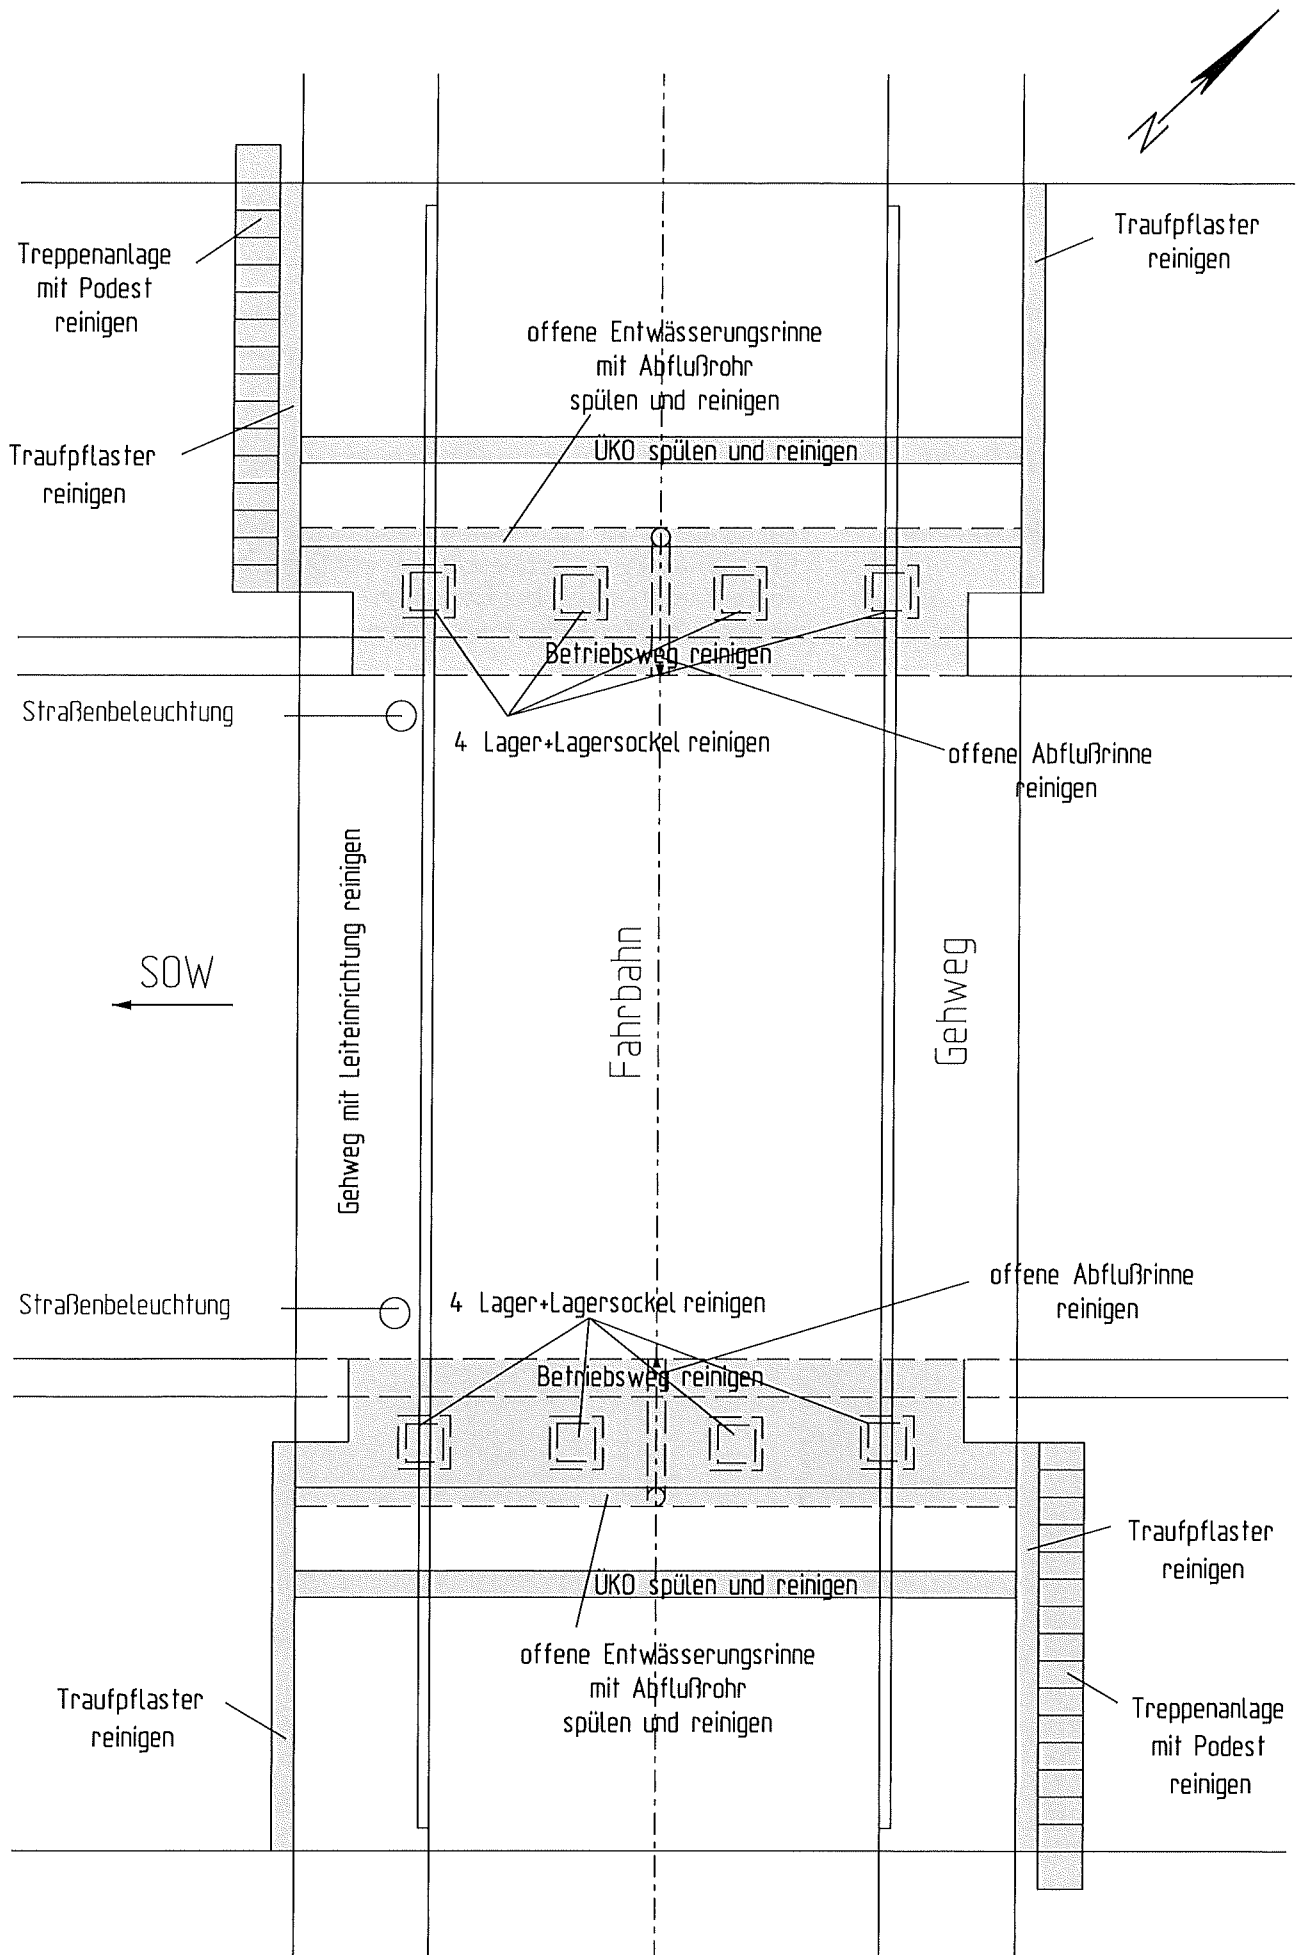 N
Treppenanlage
mit Podest
reinigen
Traufpflaster
reinigen
offene Entwässerungsrinne
mit Abflußrohr
spülen und reinigen
Traufpflaster
reinigen
ÜKO spülen und reinigen
Betriebsweg reinigen
Straßenbeleuchtung
4 Lager+Lagersockel reinigen
offene Abflußrinne
reinigen
Gehweg mit Leiteinrichtung reinigen
SOW
Fahrbahn
Gehweg
offene Abflußrinne
reinigen
Straßenbeleuchtung
4 Lager+Lagersockel reinigen
Betriebsweg reinigen
Traufpflaster
reinigen
ÜKO spülen und reinigen
offene Entwässerungsrinne
mit Abflußrohr
spülen und reinigen
Traufpflaster
reinigen
Treppenanlage
mit Podest
reinigen